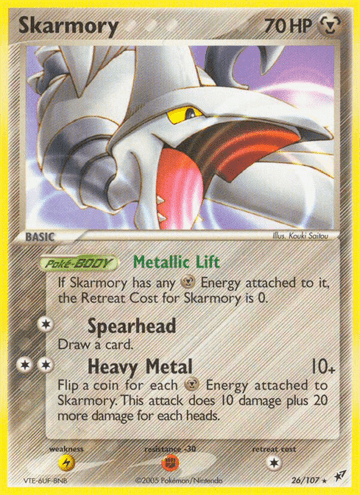 Skarmory 70 HP
BASIC Illus. Kouki Saitou
Poké-BODY Metallic Lift
If Skarmory has any Energy attached to it,
the Retreat Cost for Skarmory is 0.
Spearhead
Draw a card.
Heavy Metal 10+
Flip a coin for each Energy attached to
Skarmory. This attack does 10 damage plus 20
more damage for each heads.
weakness resistance -30 retreat cost
VTE-6UF-8N8 ©2005 Pokémon/Nintendo 26/107